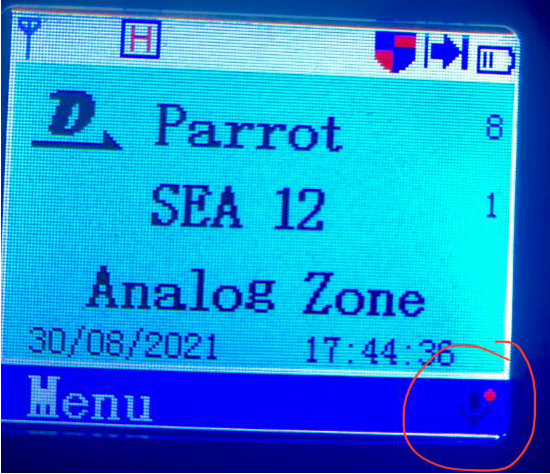 H
D Parrot 8
SEA 12 1
Analog Zone
30/08/2021 17:44:36
Menu